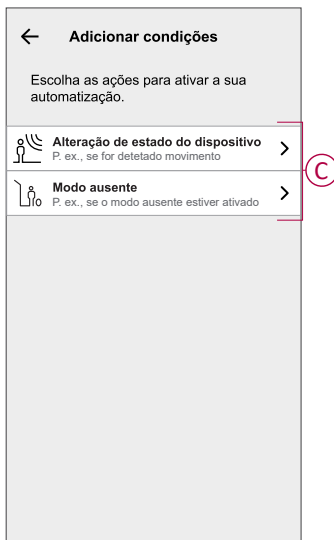 Adicionar condições
Escolha as ações para ativar a sua
automatização.
Alteração de estado do dispositivo
P. ex., se for detetado movimento
C
Modo ausente
P. ex., se o modo ausente estiver ativado